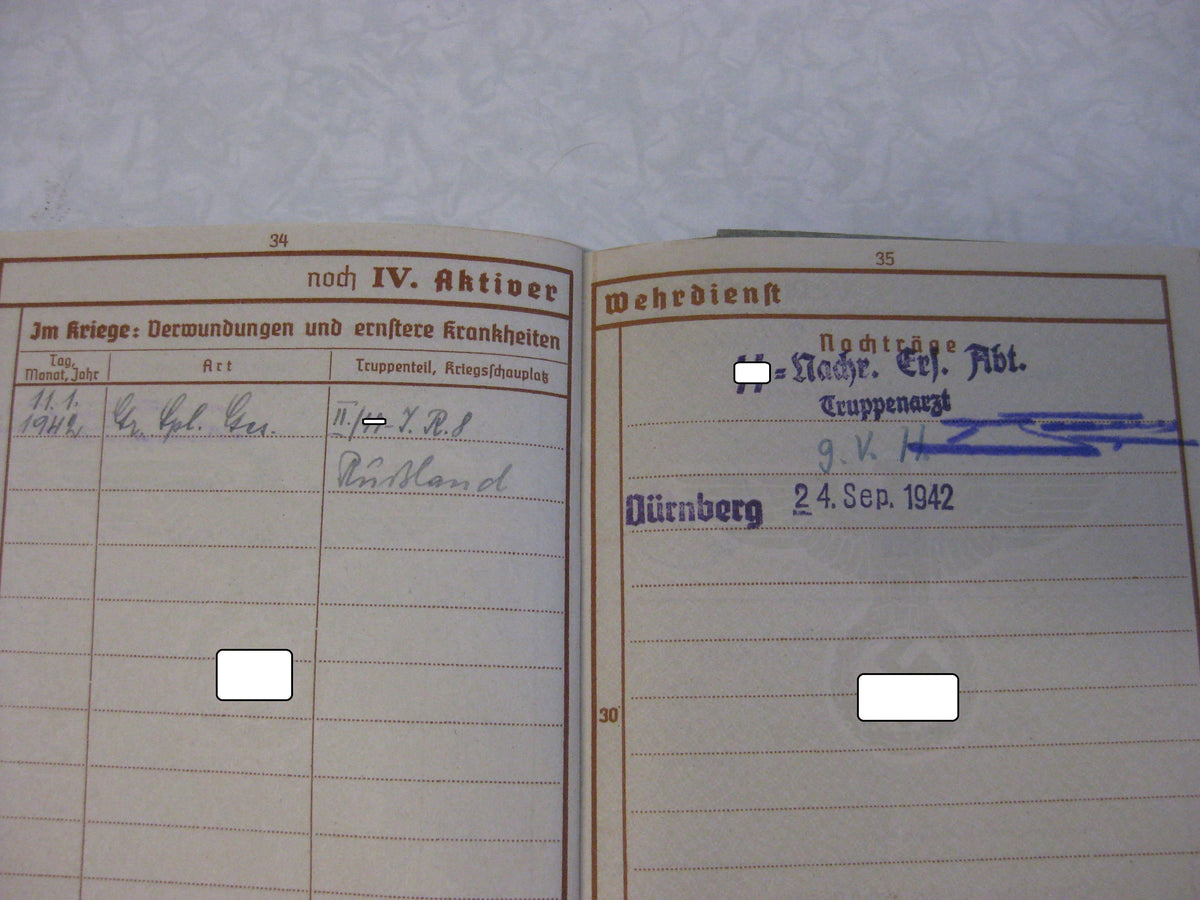 34
noch IV. Aktiver
Im Kriege: Verwundungen und ernstere Krankheiten
Tag, Monat, Jahr
Art
Truppenteil, Kriegsschauplatz
11. 1.
1942
Gr. Spl. Ges.
II./ J. R. 8
Rußland
35
Wehrdienst
Nachträge
= Nachr. Ers. Abt.
Truppenarzt
g. V. H.
Nürnberg 24. Sep. 1942
30